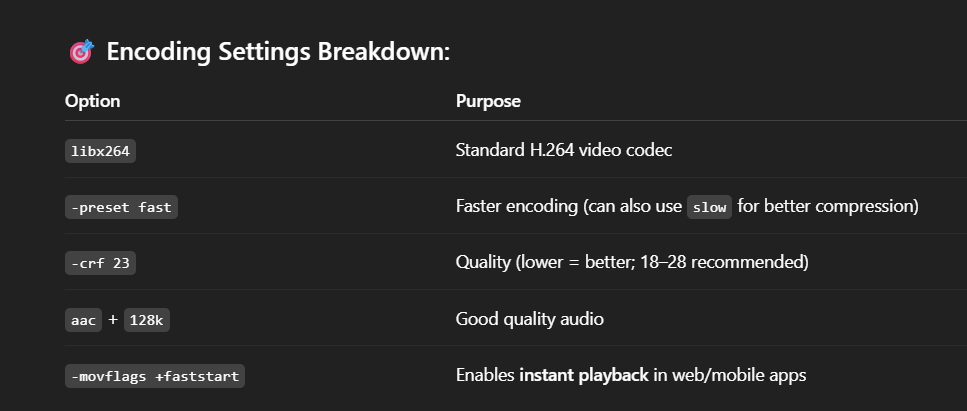 🎯 Encoding Settings Breakdown:
Option Purpose
libx264 Standard H.264 video codec
-preset fast Faster encoding (can also use slow for better compression)
-crf 23 Quality (lower = better; 18–28 recommended)
aac + 128k Good quality audio
-movflags +faststart Enables instant playback in web/mobile apps